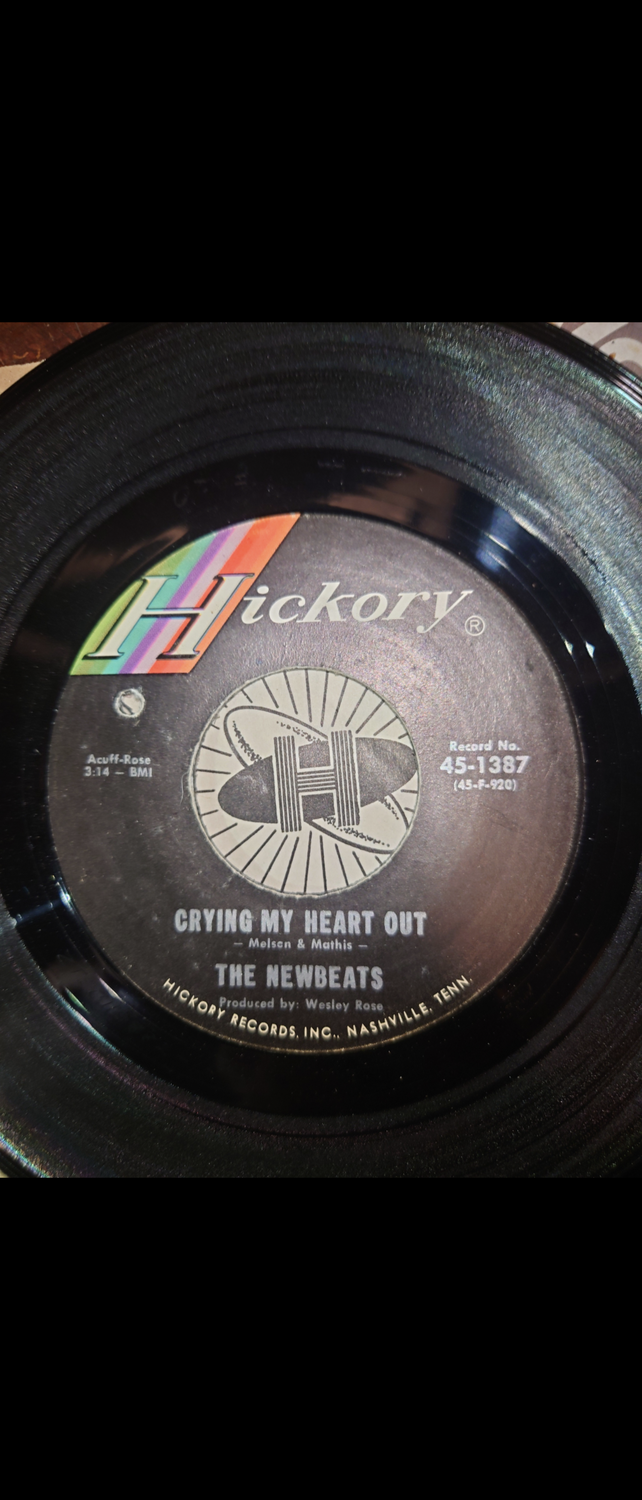 Hickory®
Acuff-Rose
3:14 — BMI
Record No.
45-1387
(45-F-920)
H
CRYING MY HEART OUT
— Melson & Mathis —
THE NEWBEATS
Produced by: Wesley Rose
HICKORY RECORDS, INC., NASHVILLE, TENN.